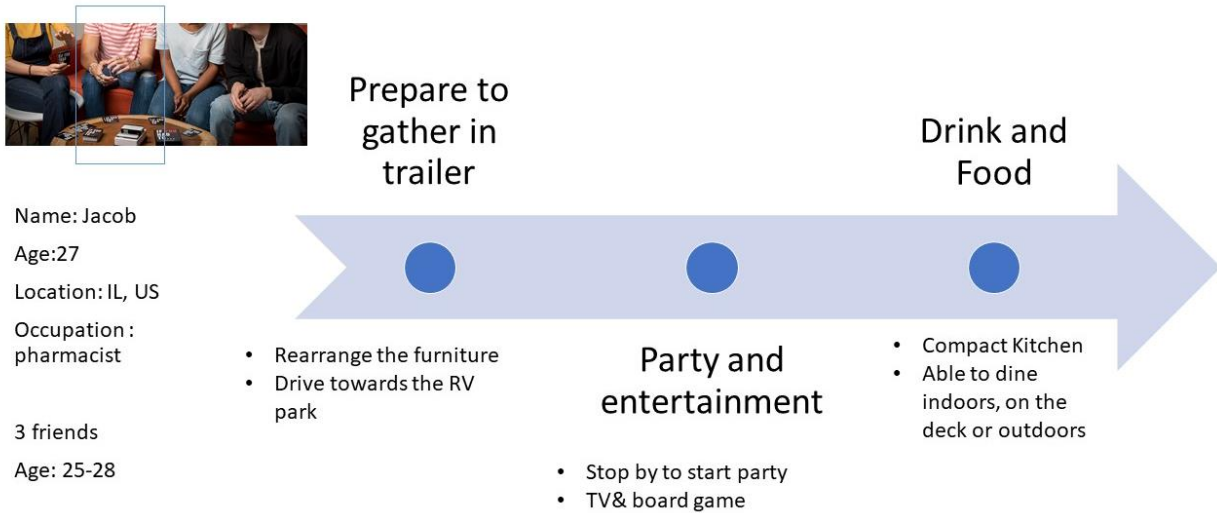 Name: Jacob
Age:27
Location: IL, US
Occupation :
pharmacist
3 friends
Age: 25-28
Prepare to
gather in
trailer
• Rearrange the furniture
• Drive towards the RV
park
Party and
entertainment
• Stop by to start party
• TV& board game
Drink and
Food
• Compact Kitchen
• Able to dine
indoors, on the
deck or outdoors